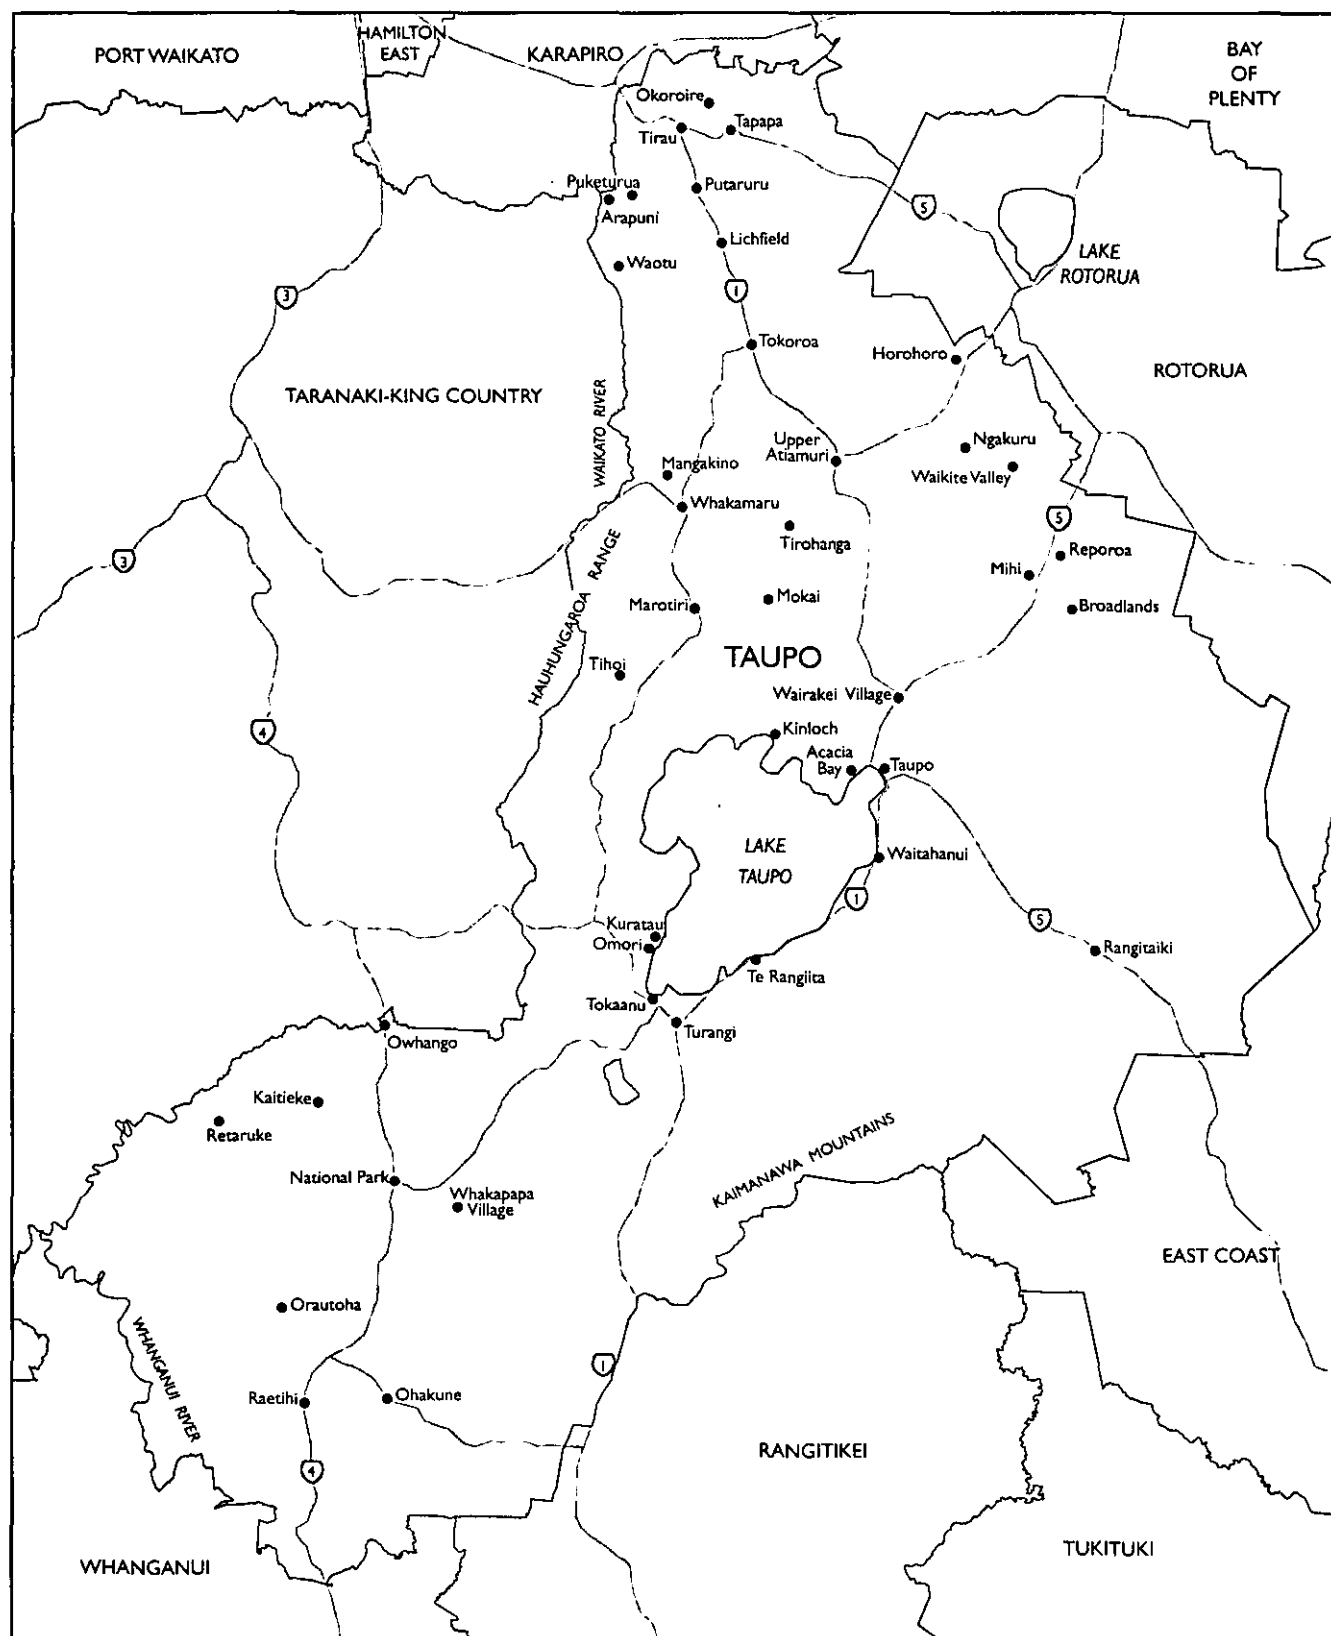 HAMILTON
EAST
PORT WAIKATO
KARAPIRO
BAY
OF
PLENTY
Okoroire
Tirau
Tapapa
Puketurua
Arapuni
Putaruru
5
Lichfield
LAKE
ROTORUA
Waotu
3
1
Tokoroa
Horohoro
ROTORUA
TARANAKI-KING COUNTRY
WAIKATO RIVER
Upper
Atiamuri
Ngakuru
Waikite Valley
Mangakino
Whakamaru
5
Tirohanga
3
Reporoa
Mihi
HAUHUNGAROA RANGE
Marotiri
Mokai
Broadlands
TAUPO
Tihoi
Wairakei Village
4
Kinloch
Acacia
Bay
Taupo
LAKE
TAUPO
Waitahanui
1
5
Kuratau
Omori
Rangitaiki
Te Rangiita
Tokaanu
Turangi
Owhango
Kaitieke
Retaruke
KAIMANAWA MOUNTAINS
National Park
Whakapapa
Village
EAST COAST
Orautoha
WHANGANUI RIVER
1
Raetihi
Ohakune
RANGITIKEI
4
TUKITUKI
WHANGANUI